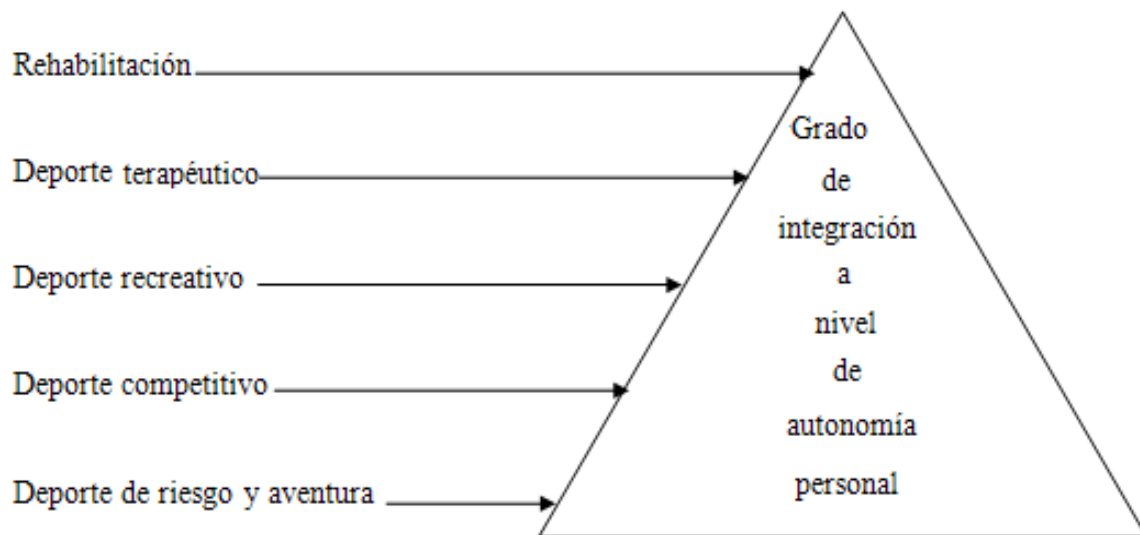 Rehabilitación
Deporte terapéutico
Deporte recreativo
Deporte competitivo
Deporte de riesgo y aventura
Grado
de
integración
a
nivel
de
autonomía
personal